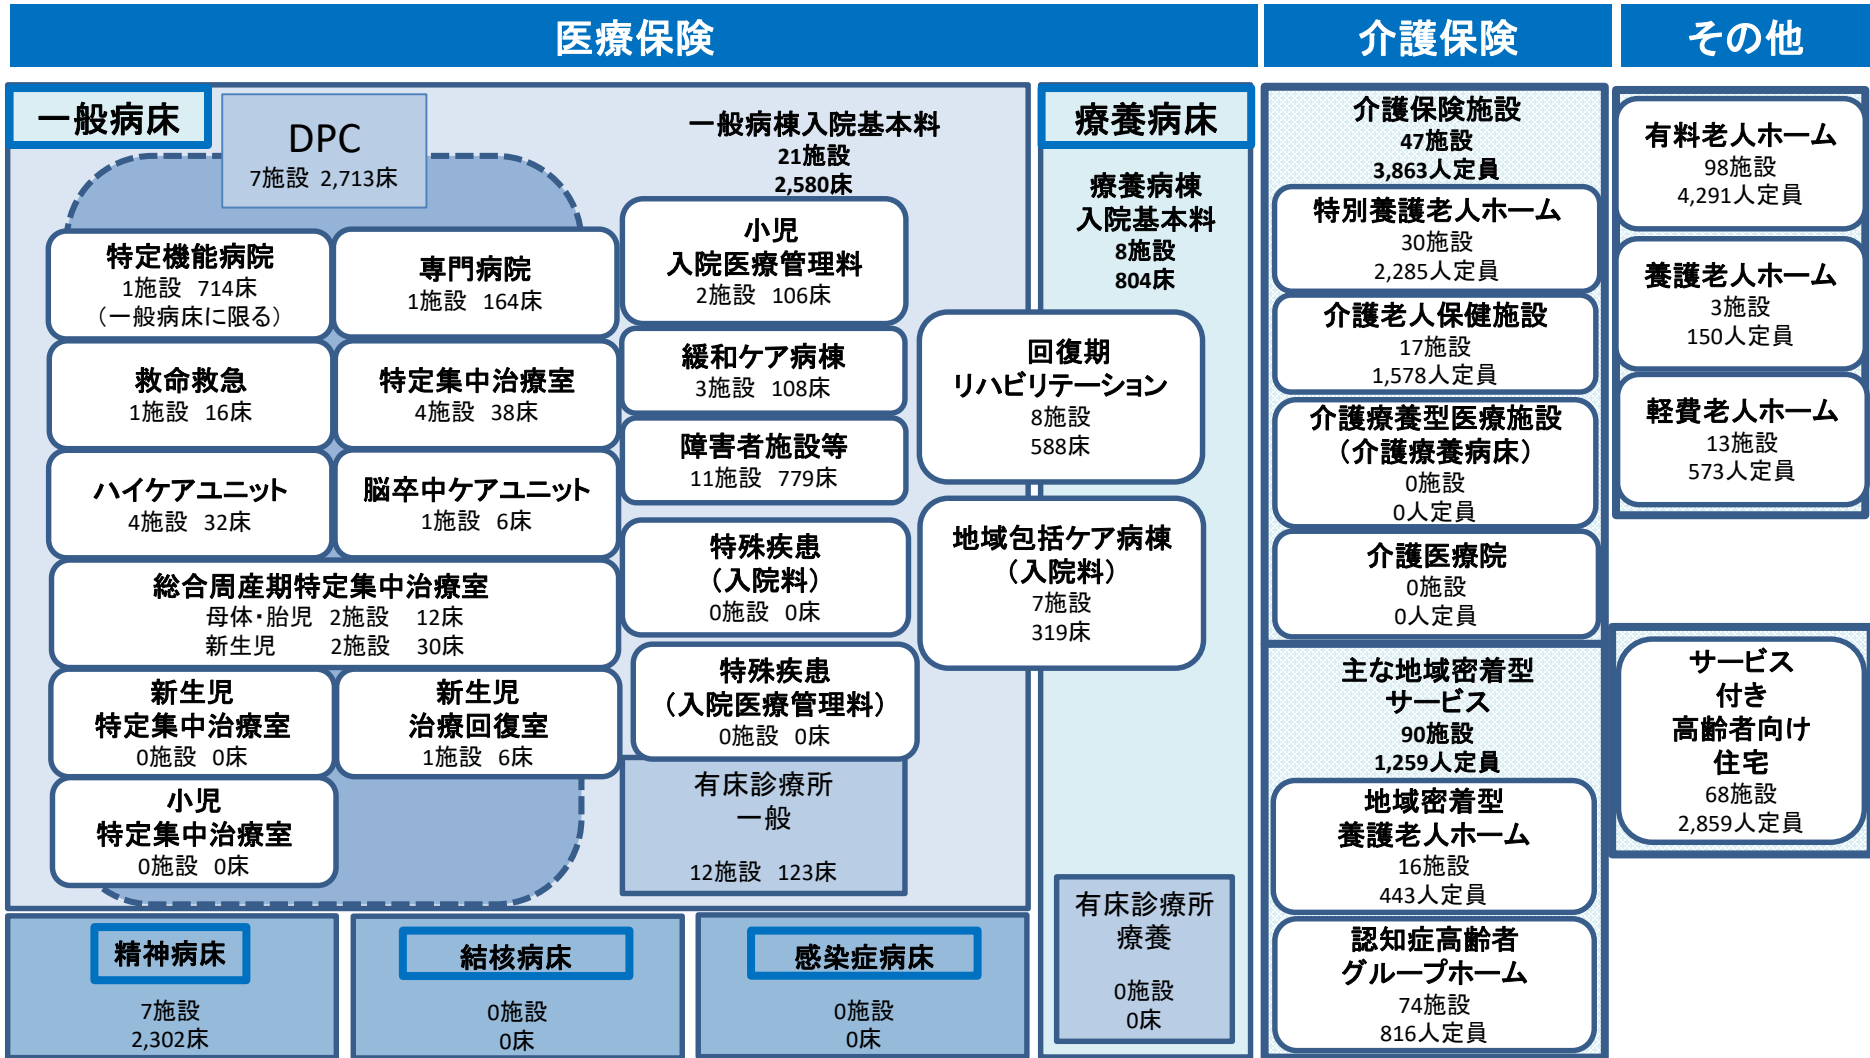 医療保険
介護保険
その他
一般病床
DPC
7施設 2,713床
一般病棟入院基本料
21施設
2,580床
特定機能病院
1施設 714床
（一般病床に限る）
専門病院
1施設 164床
救命救急
1施設 16床
特定集中治療室
4施設 38床
ハイケアユニット
4施設 32床
脳卒中ケアユニット
1施設 6床
総合周産期特定集中治療室
母体・胎児 2施設 12床
新生児 2施設 30床
新生児
特定集中治療室
0施設 0床
新生児
治療回復室
1施設 6床
小児
特定集中治療室
0施設 0床
小児
入院医療管理料
2施設 106床
緩和ケア病棟
3施設 108床
障害者施設等
11施設 779床
特殊疾患
（入院料）
0施設 0床
特殊疾患
（入院医療管理料）
0施設 0床
有床診療所
一般
12施設 123床
療養病床
療養病棟
入院基本料
8施設
804床
回復期
リハビリテーション
8施設
588床
地域包括ケア病棟
（入院料）
7施設
319床
有床診療所
療養
0施設
0床
精神病床
7施設
2,302床
結核病床
0施設
0床
感染症病床
0施設
0床
介護保険施設
47施設
3,863人定員
特別養護老人ホーム
30施設
2,285人定員
介護老人保健施設
17施設
1,578人定員
介護療養型医療施設
（介護療養病床）
0施設
0人定員
介護医療院
0施設
0人定員
主な地域密着型
サービス
90施設
1,259人定員
地域密着型
養護老人ホーム
16施設
443人定員
認知症高齢者
グループホーム
74施設
816人定員
有料老人ホーム
98施設
4,291人定員
養護老人ホーム
3施設
150人定員
軽費老人ホーム
13施設
573人定員
サービス
付き
高齢者向け
住宅
68施設
2,859人定員